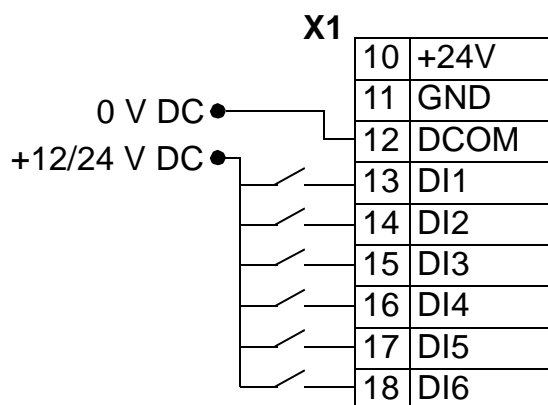 X1
10 +24V
11 GND
0 V DC
12 DCOM
+12/24 V DC
13 DI1
14 DI2
15 DI3
16 DI4
17 DI5
18 DI6